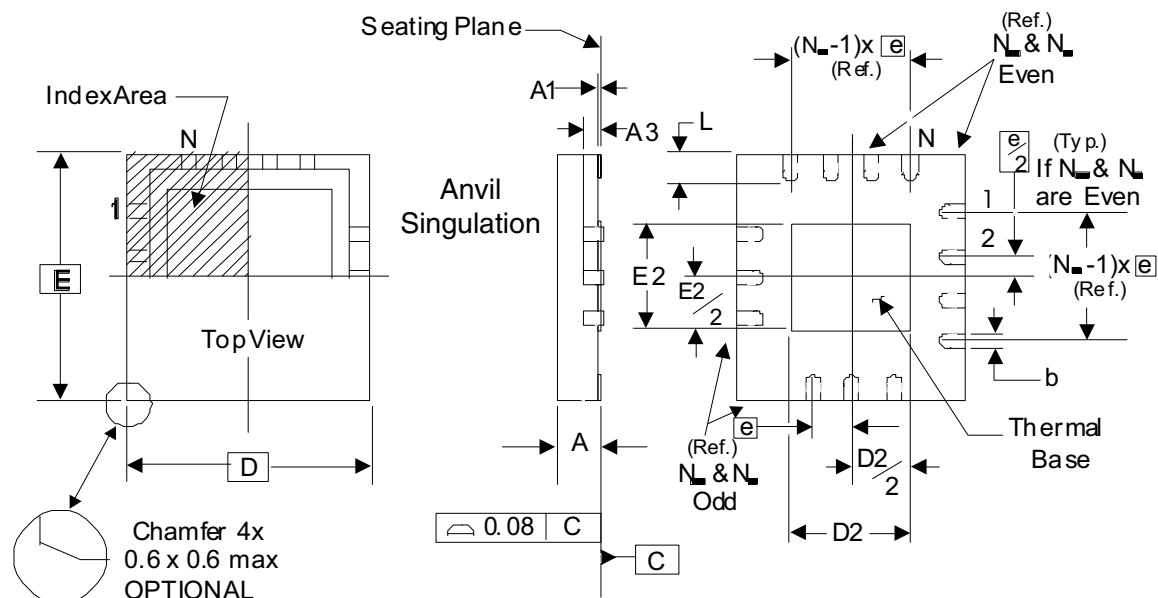 Seating Plane
(Ref.)
(N -1)x e
(Ref.)
N & N
Even
Index Area
A1
A3
L
N
N
e/2
(Typ.)
If N & N
are Even
Anvil
Singulation
1
1
2
E
E2
E2/2
(N -1)x e
(Ref.)
Top View
b
A
e
(Ref.)
N & N
Odd
D2/2
Thermal
Base
D
Chamfer 4x
0.6 x 0.6 max
OPTIONAL
0.08 C
D2
C